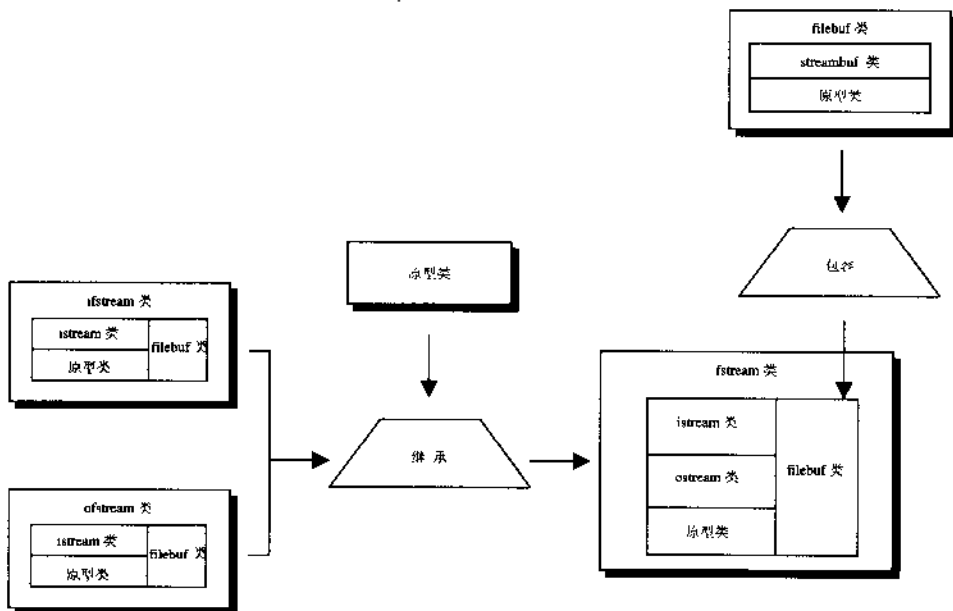 filebuf 类
streambuf 类
原型类
包容
原型类
ifstream 类
istream 类
filebuf 类
原型类
fstream 类
istream 类
ostream 类
filebuf 类
原型类
继 承
ofstream 类
istream 类
filebuf 类
原型类